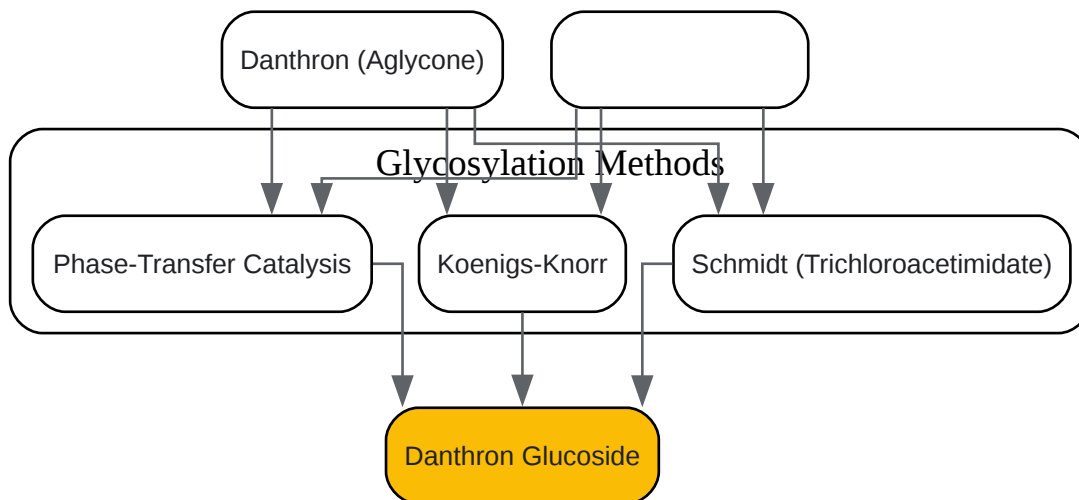 Danthron (Aglycone)
Glycosylation Methods
Phase-Transfer Catalysis
Koenigs-Knorr
Schmidt (Trichloroacetimidate)
Danthron Glucoside